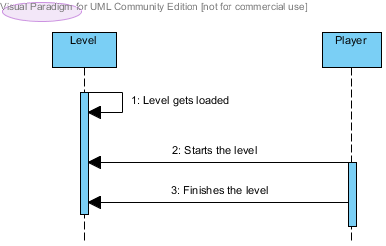 Visual Paradigm for UML Community Edition [not for commercial use]
Level
Player
1: Level gets loaded
2: Starts the level
3: Finishes the level